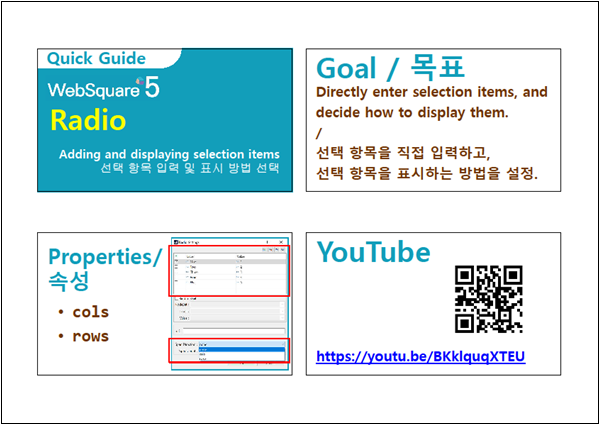 Quick Guide
WebSquare 5
Radio
Adding and displaying selection items
선택 항목 입력 및 표시 방법 선택
Goal / 목표
Directly enter selection items, and
decide how to display them.
/
선택 항목을 직접 입력하고,
선택 항목을 표시하는 방법을 설정.
Properties/
속성
• cols
• rows
YouTube
https://youtu.be/BKklquqXTEU